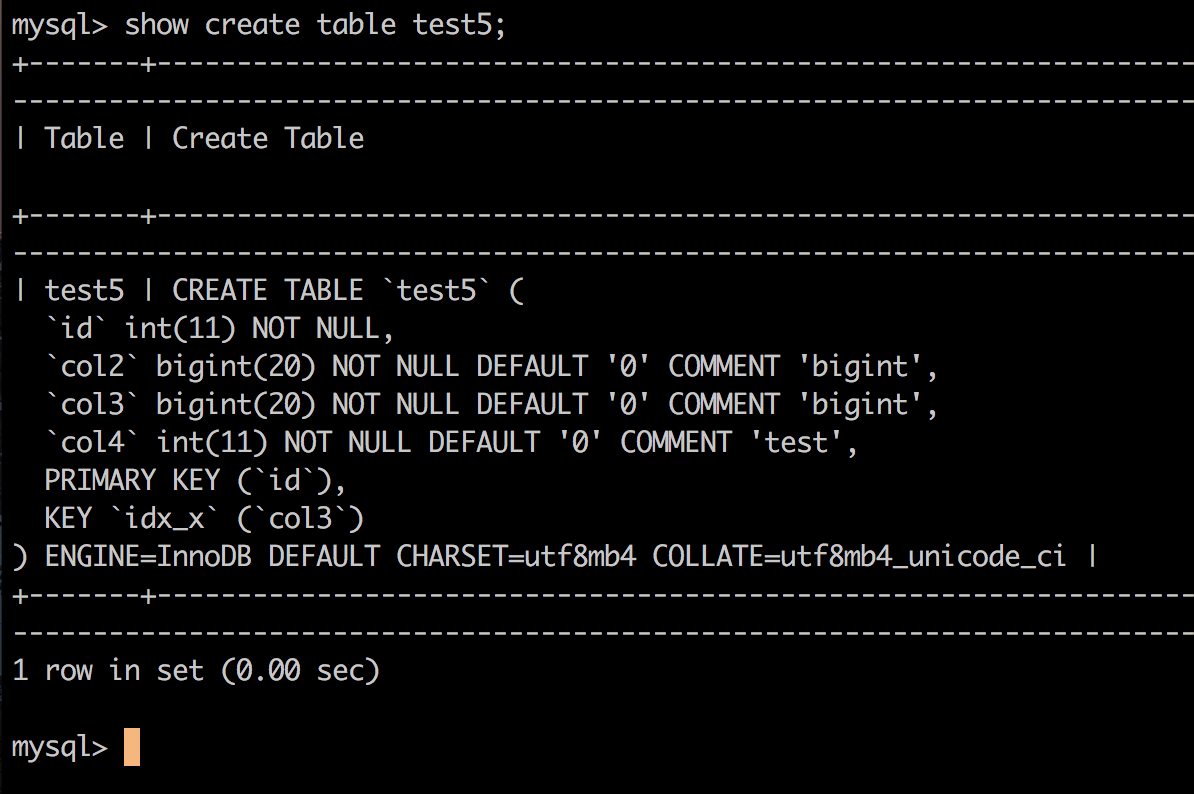 mysql> show create table test5;
+-------+-----------------------------------------------------------------
--------------------------------------------------------------------------
| Table | Create Table
+-------+-----------------------------------------------------------------
--------------------------------------------------------------------------
| test5 | CREATE TABLE `test5` (
  `id` int(11) NOT NULL,
  `col2` bigint(20) NOT NULL DEFAULT '0' COMMENT 'bigint',
  `col3` bigint(20) NOT NULL DEFAULT '0' COMMENT 'bigint',
  `col4` int(11) NOT NULL DEFAULT '0' COMMENT 'test',
  PRIMARY KEY (`id`),
  KEY `idx_x` (`col3`)
) ENGINE=InnoDB DEFAULT CHARSET=utf8mb4 COLLATE=utf8mb4_unicode_ci |
+-------+-----------------------------------------------------------------
--------------------------------------------------------------------------
1 row in set (0.00 sec)
mysql>